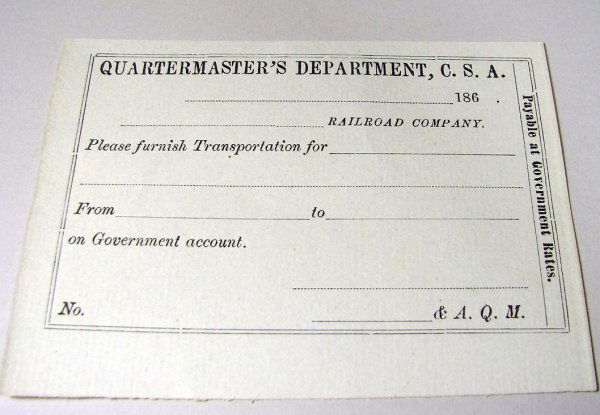 QUARTERMASTER'S DEPARTMENT, C. S. A.
186 .
RAILROAD COMPANY.
Please furnish Transportation for
From to
on Government account.
No. & A. Q. M.
Payable at Government Rates.